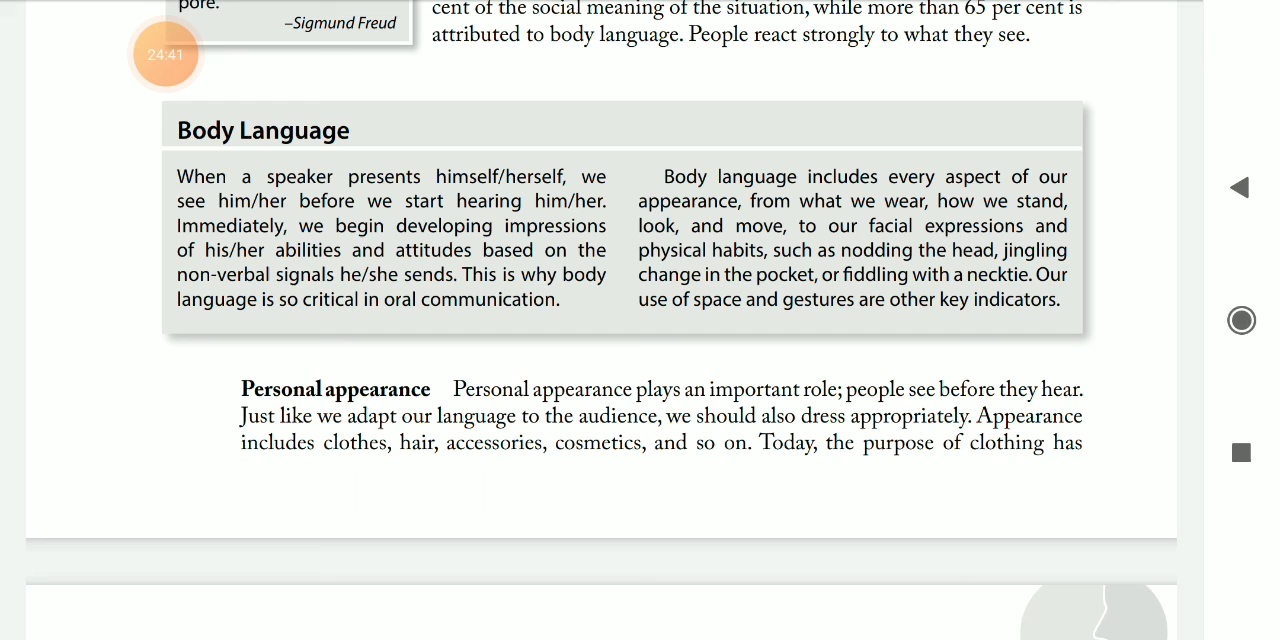 pore.
–Sigmund Freud
cent of the social meaning of the situation, while more than 65 per cent is
attributed to body language. People react strongly to what they see.
24:41
Body Language
When a speaker presents himself/herself, we
see him/her before we start hearing him/her.
Immediately, we begin developing impressions
of his/her abilities and attitudes based on the
non-verbal signals he/she sends. This is why body
language is so critical in oral communication.
Body language includes every aspect of our
appearance, from what we wear, how we stand,
look, and move, to our facial expressions and
physical habits, such as nodding the head, jingling
change in the pocket, or fiddling with a necktie. Our
use of space and gestures are other key indicators.
Personal appearance Personal appearance plays an important role; people see before they hear.
Just like we adapt our language to the audience, we should also dress appropriately. Appearance
includes clothes, hair, accessories, cosmetics, and so on. Today, the purpose of clothing has